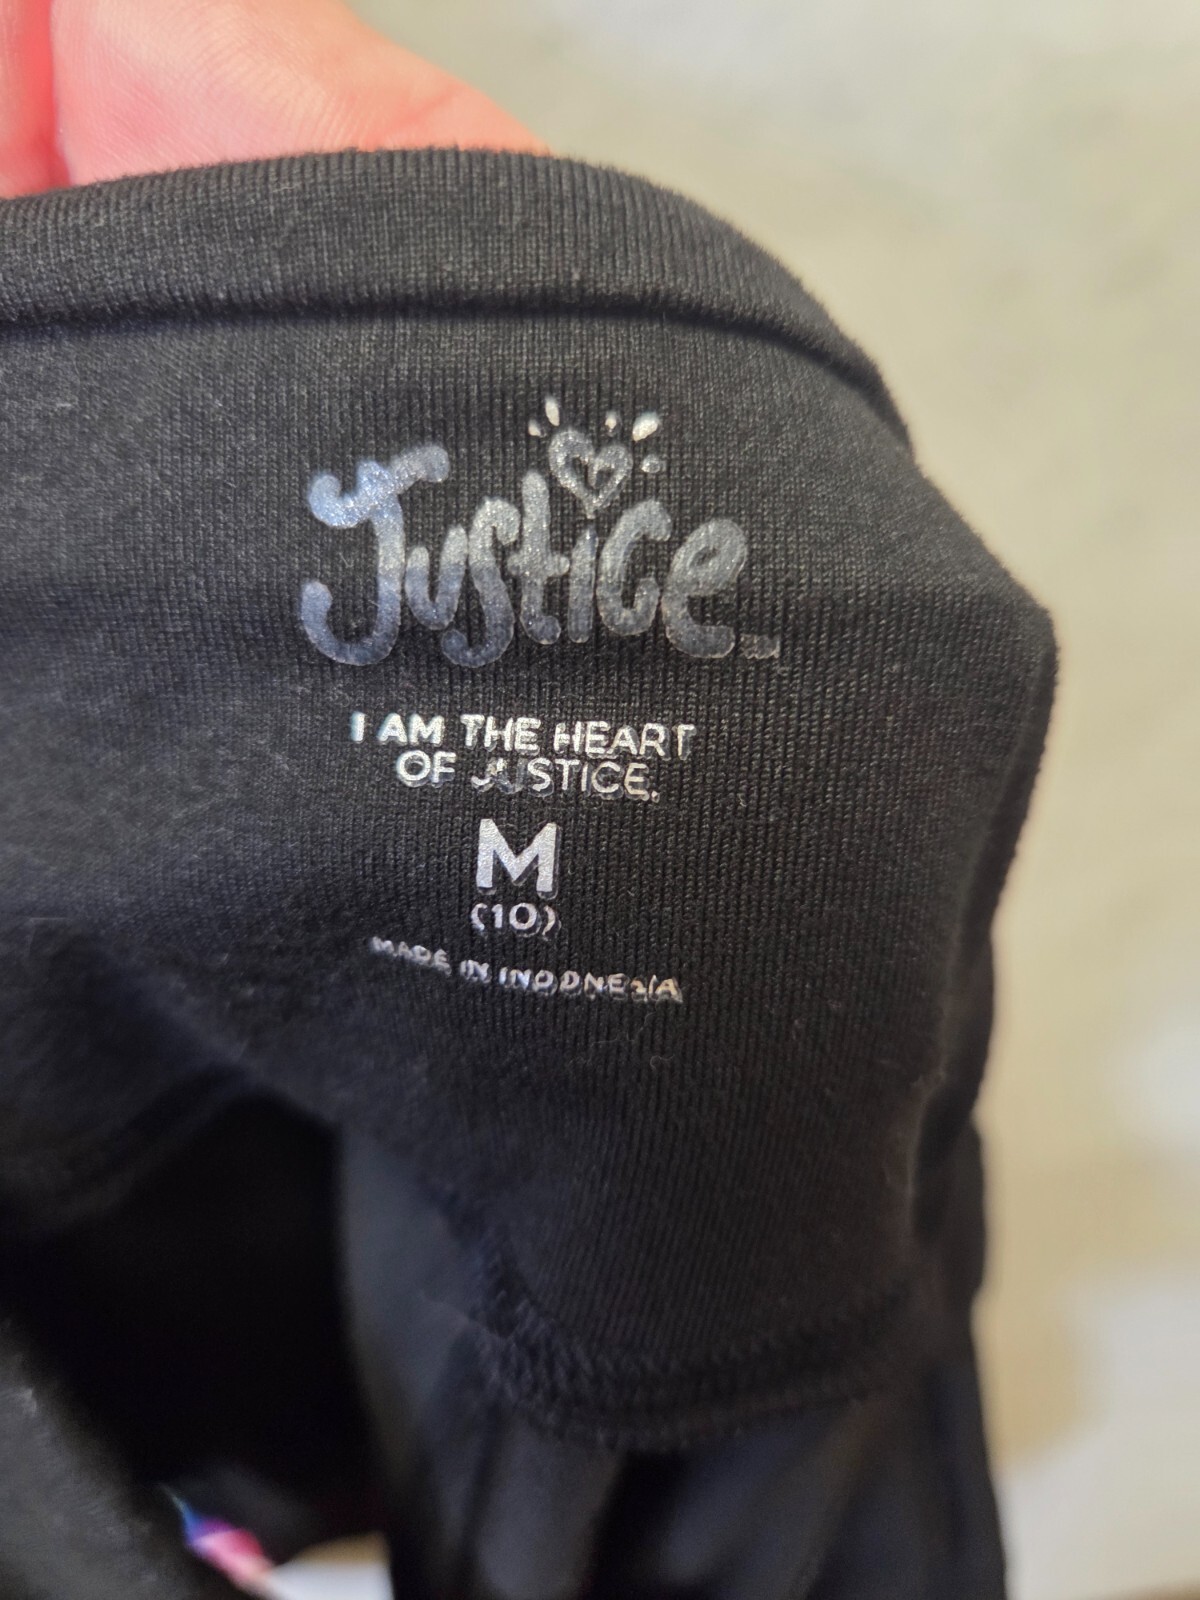 Justice
I AM THE HEART
OF JUSTICE.
M
(10)
MADE IN INDONESIA